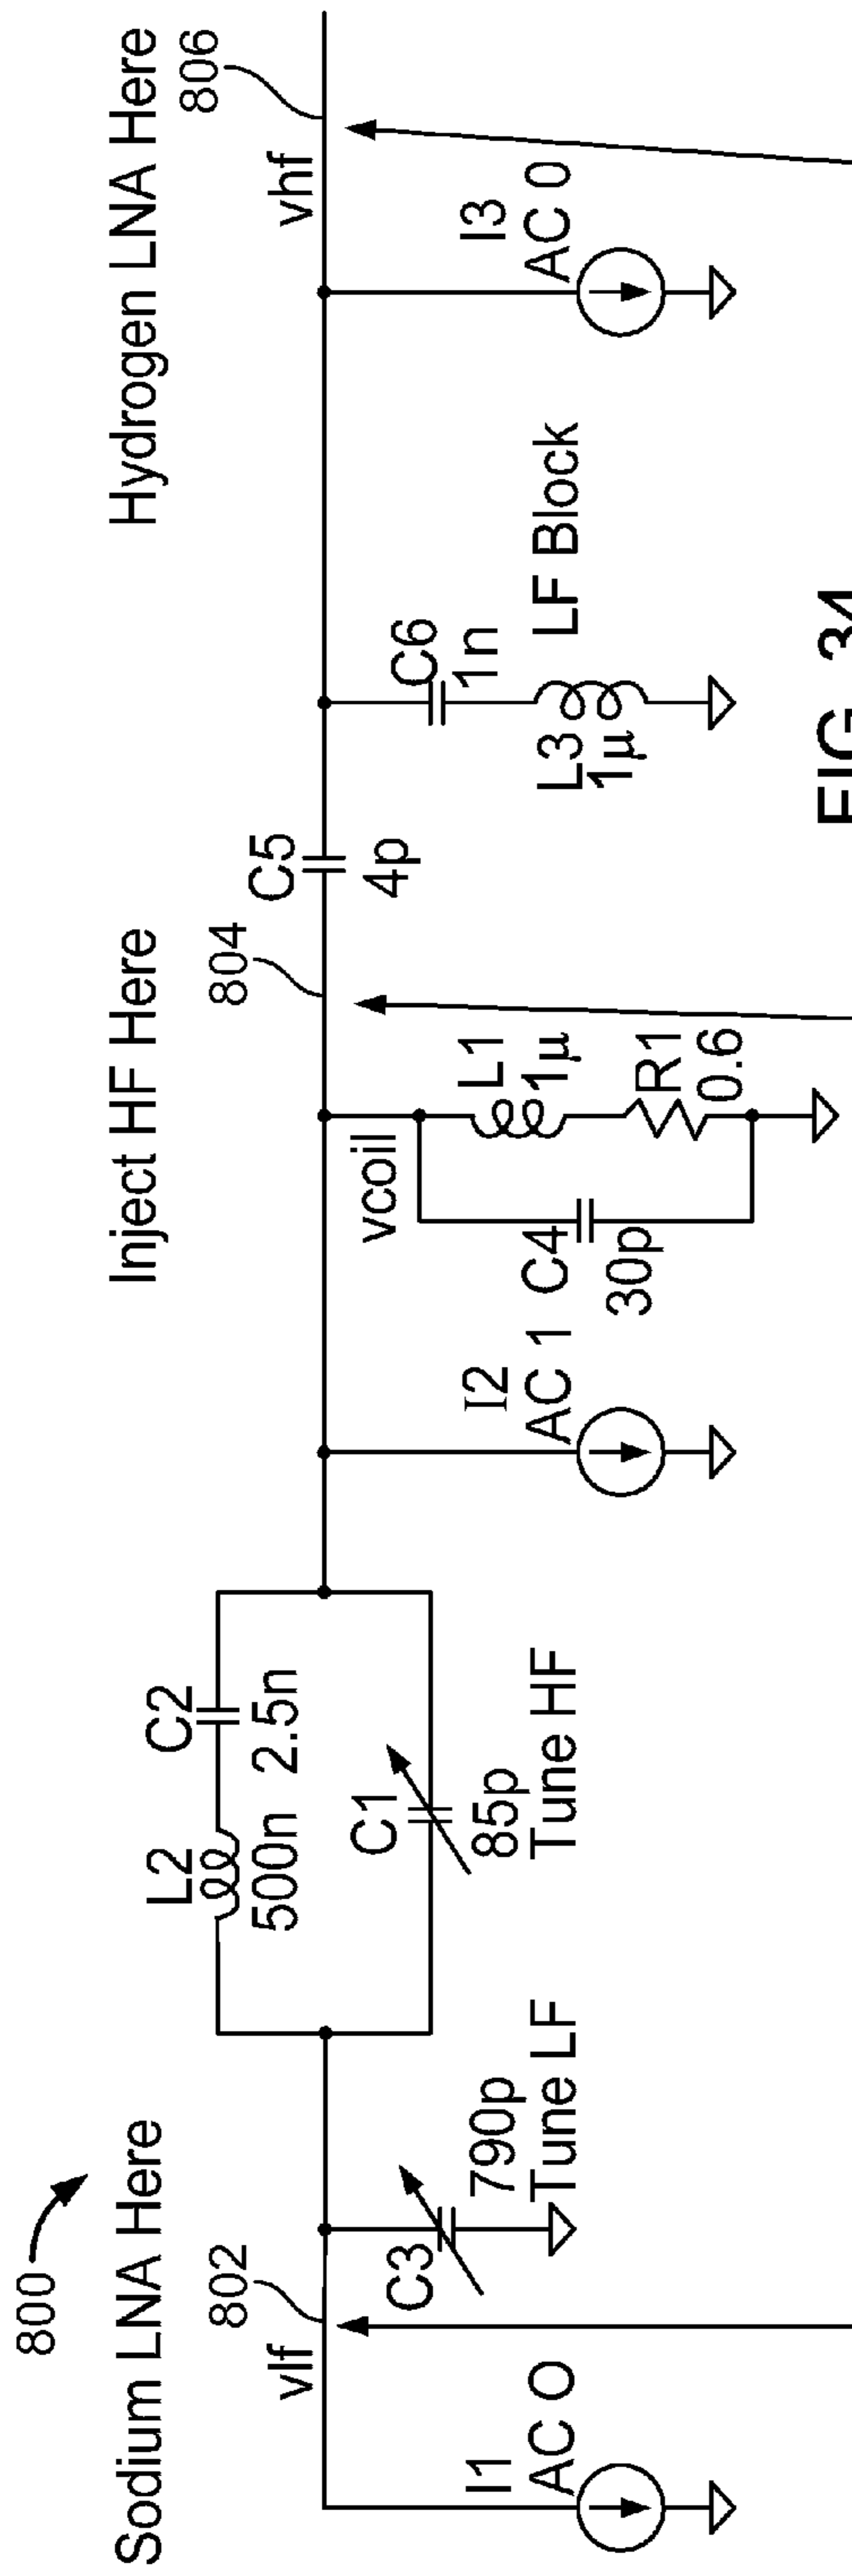 800
Sodium LNA Here
Inject HF Here
Hydrogen LNA Here
802
804
806
vlf
vhf
I1
AC O
C3
790p
Tune LF
L2
500n
C2
2.5n
C1
85p
Tune HF
I2
AC 1
vcoil
C4
30p
L1
1µ
R1
0.6
C5
4p
C6
1n
L3
1µ
LF Block
I3
AC 0
FIG. 34